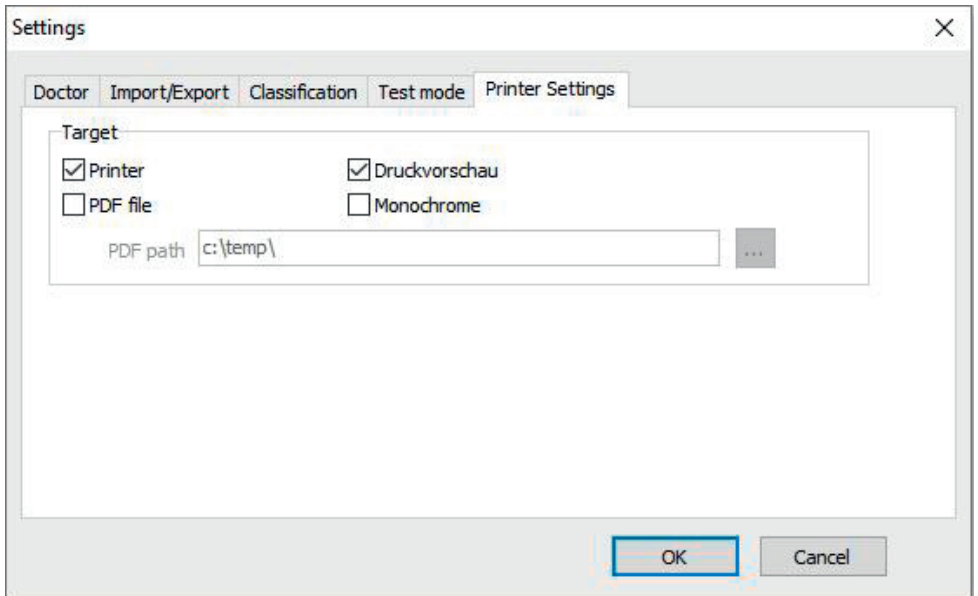 Settings
Doctor Import/Export Classification Test mode Printer Settings
Target
Printer Druckvorschau
PDF file Monochrome
PDF path c:\temp\ ...
OK Cancel